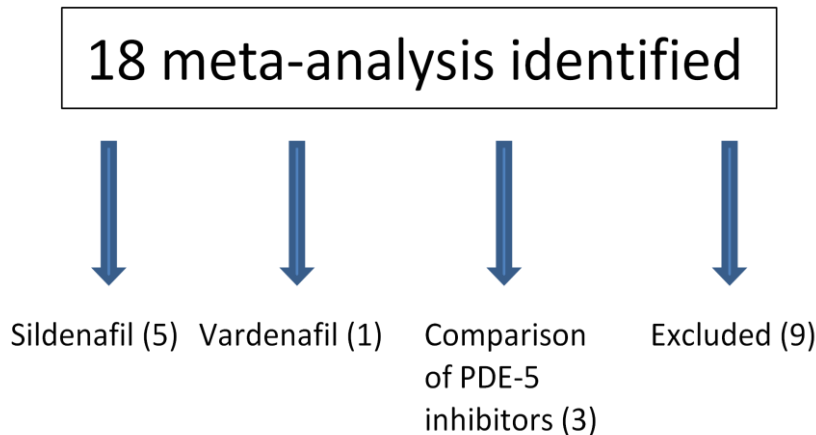 18 meta-analysis identified
Sildenafil (5)
Vardenafil (1)
Comparison
of PDE-5
inhibitors (3)
Excluded (9)